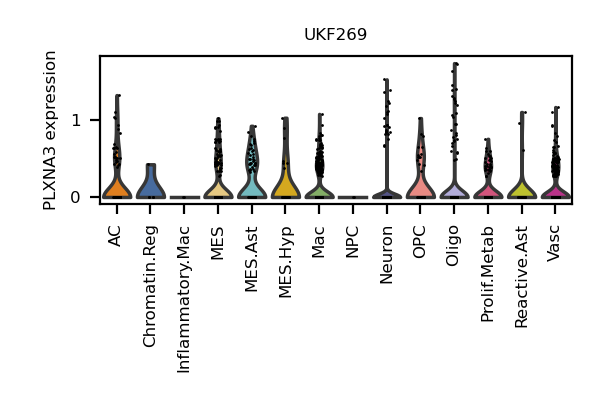 UKF269
PLXNA3 expression
1
0
AC
Chromatin.Reg
Inflammatory.Mac
MES
MES.Ast
MES.Hyp
Mac
NPC
Neuron
OPC
Oligo
Prolif.Metab
Reactive.Ast
Vasc